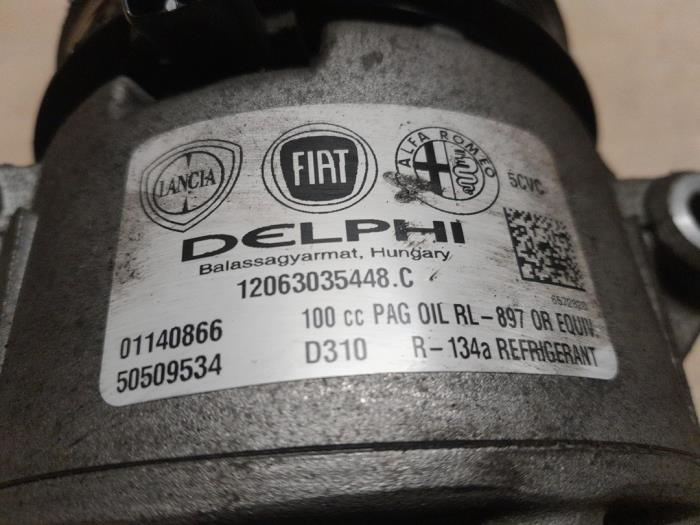 LANCIA
FIAT
ALFA ROMEO
5CVC
DELPHI
Balassagyarmat, Hungary
12063035448.C
01140866
100 cc PAG OIL RL-897 OR EQUIV.
50509534
D310
R-134a REFRIGERANT